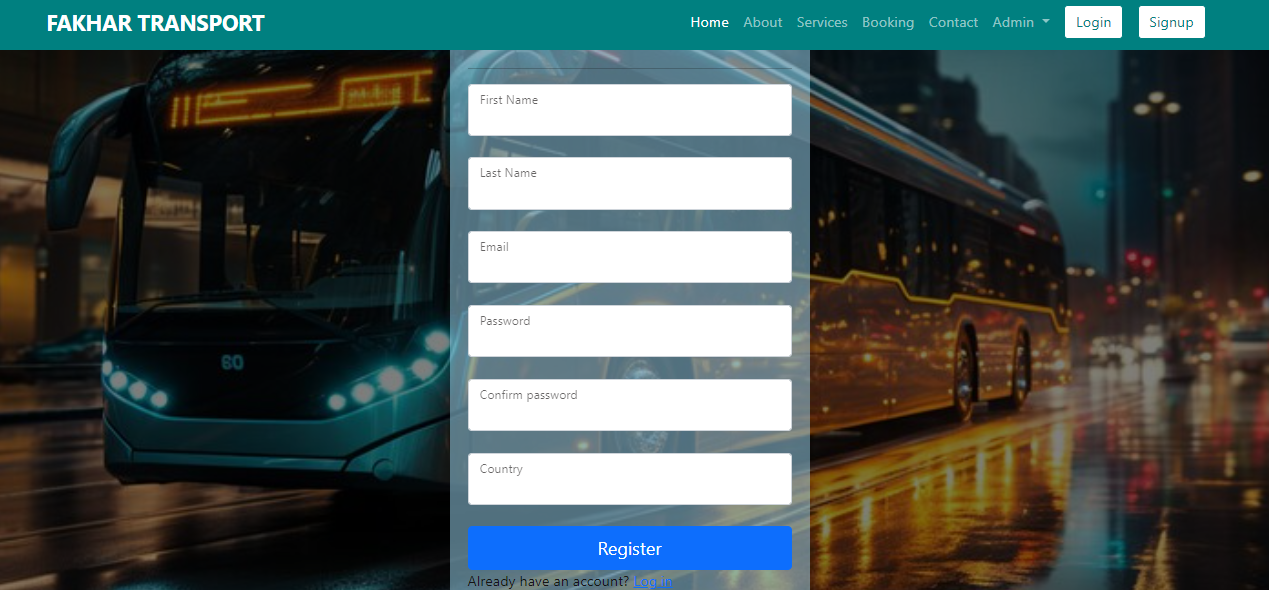 FAKHAR TRANSPORT
Home About Services Booking Contact Admin Login Signup
First Name
Last Name
Email
Password
Confirm password
Country
Register
Already have an account? Log in
60